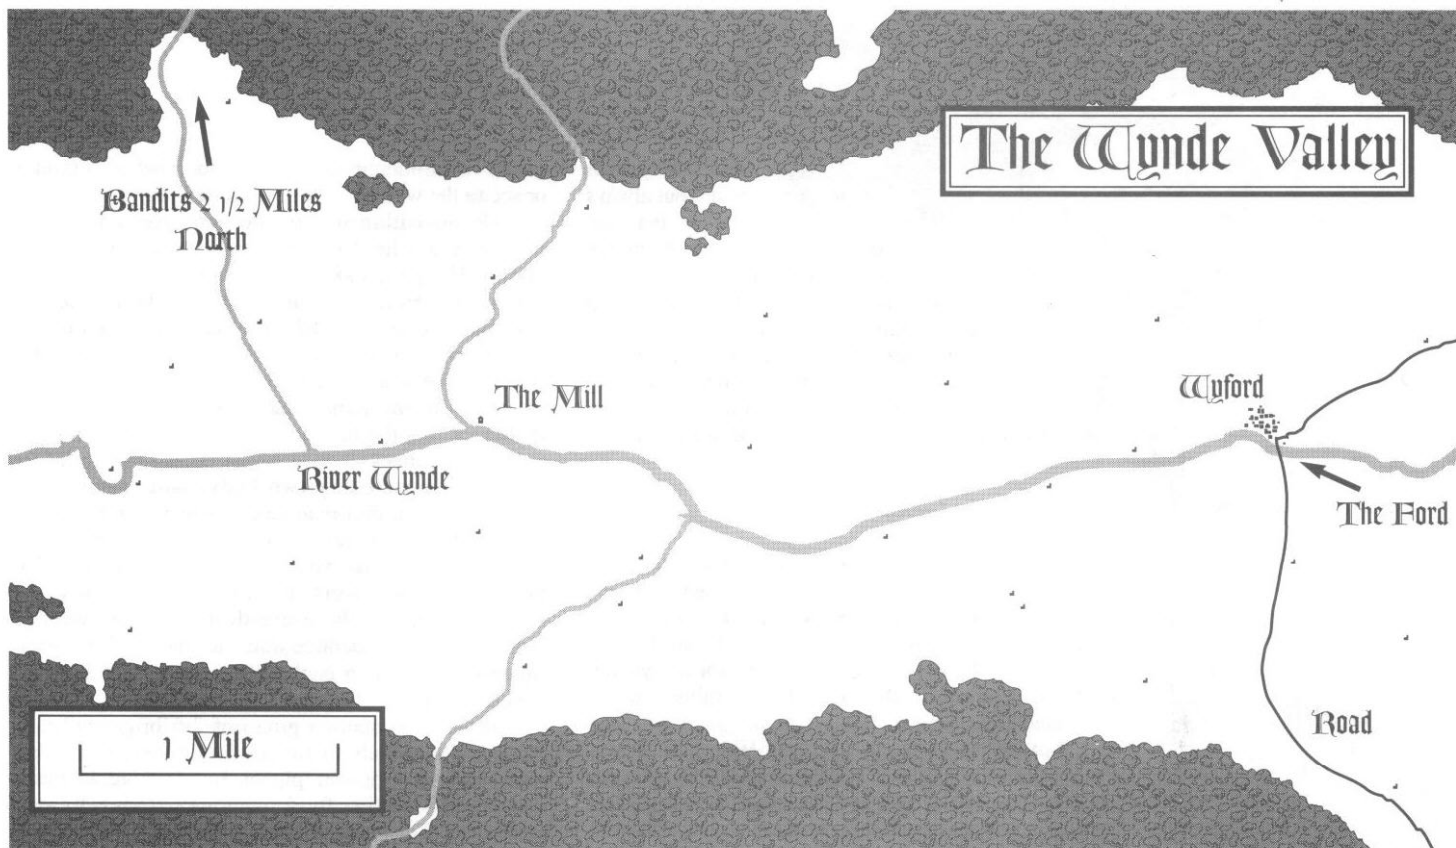 The Wynde Valley
Bandits 2 1/2 Miles
North
The Mill
Wyford
River Wynde
The Ford
Road
1 Mile